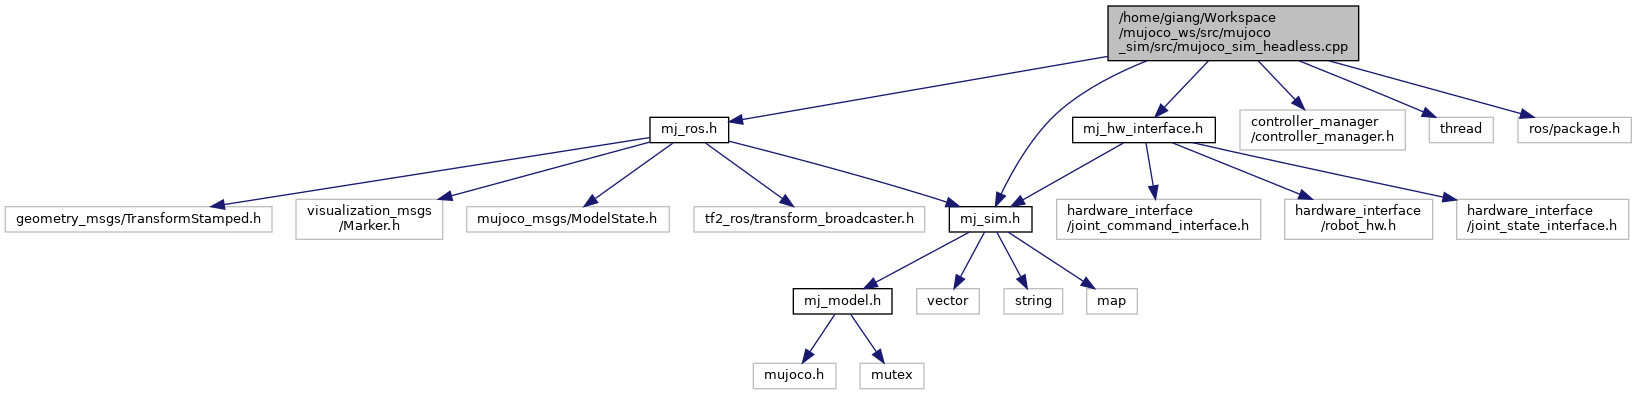 /home/giang/Workspace
/mujoco_ws/src/mujoco
_sim/src/mujoco_sim_headless.cpp
mj_ros.h
mj_hw_interface.h
controller_manager
/controller_manager.h
thread
ros/package.h
geometry_msgs/TransformStamped.h
visualization_msgs
/Marker.h
mujoco_msgs/ModelState.h
tf2_ros/transform_broadcaster.h
mj_sim.h
hardware_interface
/joint_command_interface.h
hardware_interface
/robot_hw.h
hardware_interface
/joint_state_interface.h
mj_model.h
vector
string
map
mujoco.h
mutex